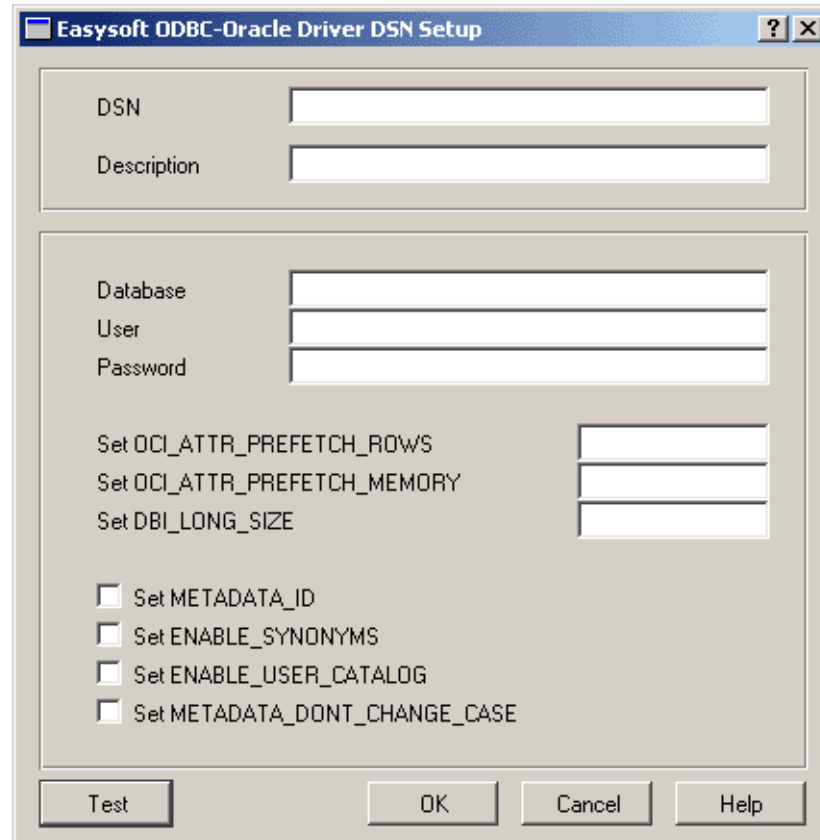 Easysoft ODBC-Oracle Driver DSN Setup
DSN
Description
Database
User
Password
Set OCI_ATTR_PREFETCH_ROWS
Set OCI_ATTR_PREFETCH_MEMORY
Set DBI_LONG_SIZE
Set METADATA_ID
Set ENABLE_SYNONYMS
Set ENABLE_USER_CATALOG
Set METADATA_DONT_CHANGE_CASE
Test OK Cancel Help